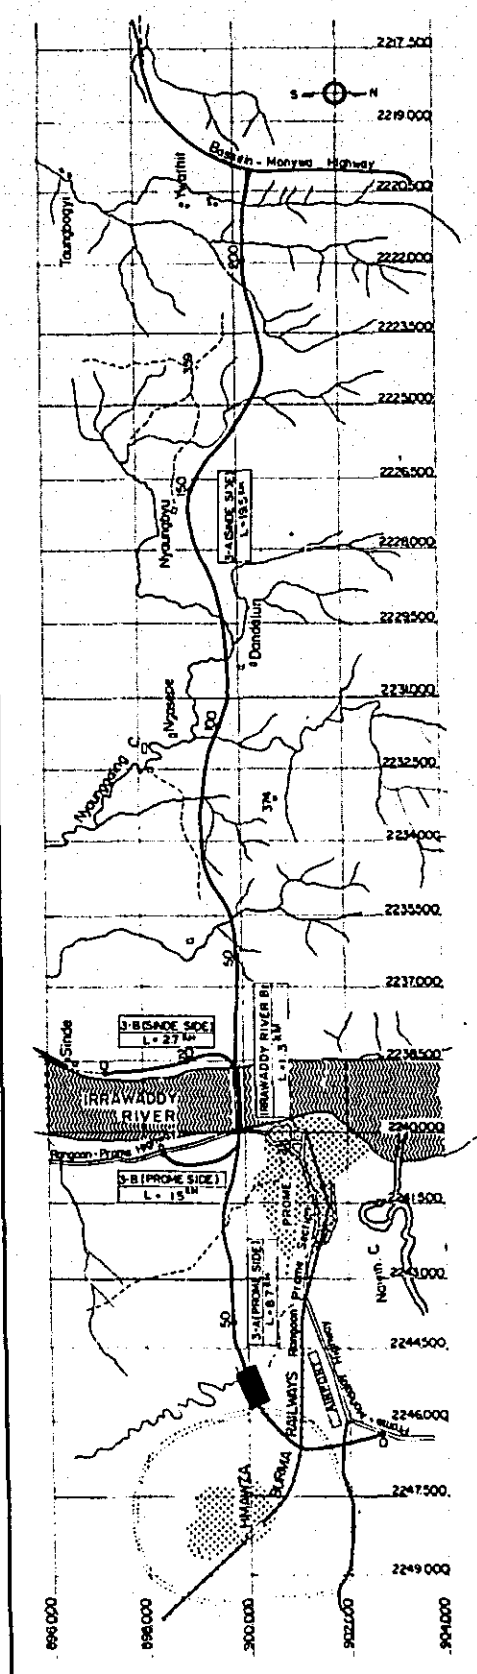 2217.500
S N
2219.000
Bassein - Monywa Highway
2220.500
Ywathit
Taungbogyi
2222.000
200
2223.500
359
2225.000
2226.500
150
Nyaungbyu
3-A (SINDE SIDE)
L = 19.5 KM
2228.000
2229.500
Dandalun
2231.000
Ngasepe
100
2232.500
374
2234.000
2235.500
50
2237.000
IRRAWADDY RIVER
L = 1.3 KM
3-B (SINDE SIDE)
L = 2.7 KM
Sinde
2238.500
IRRAWADDY
RIVER
2240.000
Rangoon - Prome
3-B (PROME SIDE)
L = 1.5 KM
2241.500
PROME
Rangoon Prome Section
Nawin C
2243.000
3-A (PROME SIDE)
L = 8.7 KM
50
2244.500
AIRPORT
Highway
2246.000
BURMA RAILWAYS
HMAWZA
2247.500
2249.000
896.000
898.000
900.000
902.000
904.000